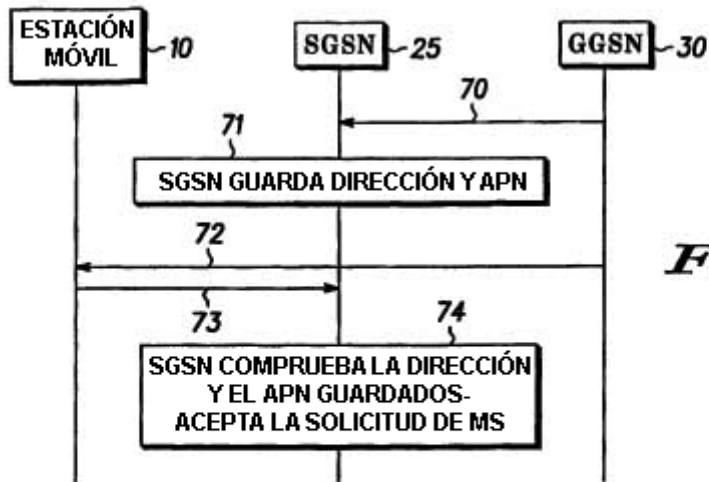 ESTACIÓN
MÓVIL
10
SGSN
25
GGSN
30
70
71
SGSN GUARDA DIRECCIÓN Y APN
72
F
73
74
SGSN COMPRUEBA LA DIRECCIÓN
Y EL APN GUARDADOS-
ACEPTA LA SOLICITUD DE MS